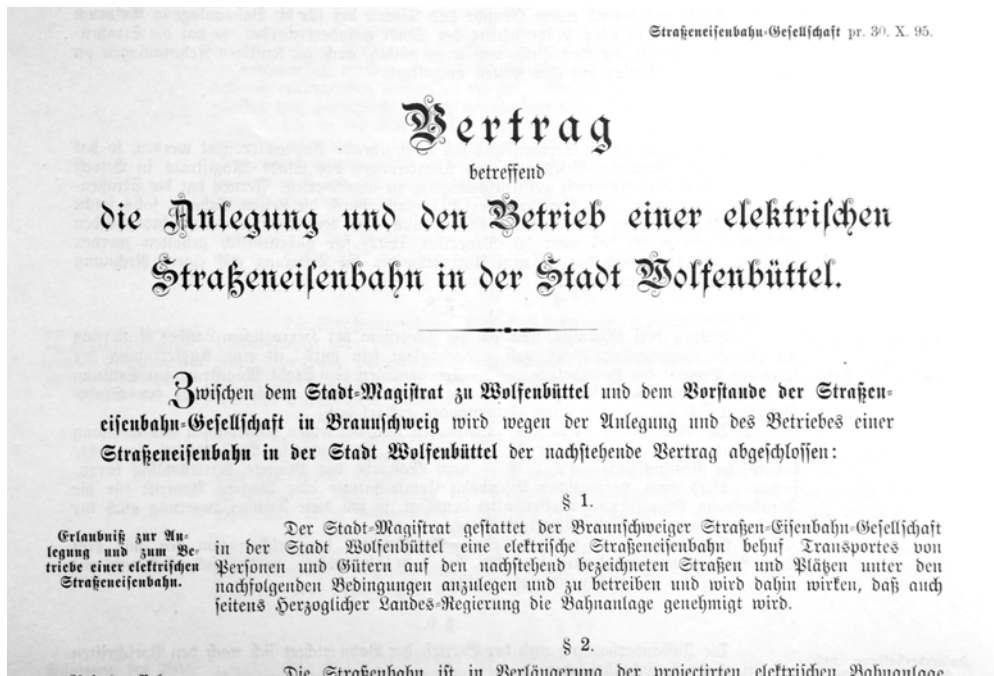 Straßeneisenbahn-Gesellschaft pr. 30. X. 95.
Vertrag
betreffend
die Anlegung und den Betrieb einer elektrischen
Straßeneisenbahn in der Stadt Wolfenbüttel.
Zwischen dem Stadt-Magistrat zu Wolfenbüttel und dem Vorstande der Straßen-
eisenbahn-Gesellschaft in Braunschweig wird wegen der Anlegung und des Betriebes einer
Straßeneisenbahn in der Stadt Wolfenbüttel der nachstehende Vertrag abgeschlossen:
§ 1.
Erlaubniß zur An-
legung und zum Be-
triebe einer elektrischen
Straßeneisenbahn.
Der Stadt-Magistrat gestattet der Braunschweiger Straßen-Eisenbahn-Gesellschaft
in der Stadt Wolfenbüttel eine elektrische Straßeneisenbahn behuf Transportes von
Personen und Gütern auf den nachstehend bezeichneten Straßen und Plätzen unter den
nachfolgenden Bedingungen anzulegen und zu betreiben und wird dahin wirken, daß auch
seitens Herzoglicher Landes-Regierung die Bahnanlage genehmigt wird.
§ 2.
Die Straßenbahn ist in Verlängerung der projectirten elektrischen Bahnanlage